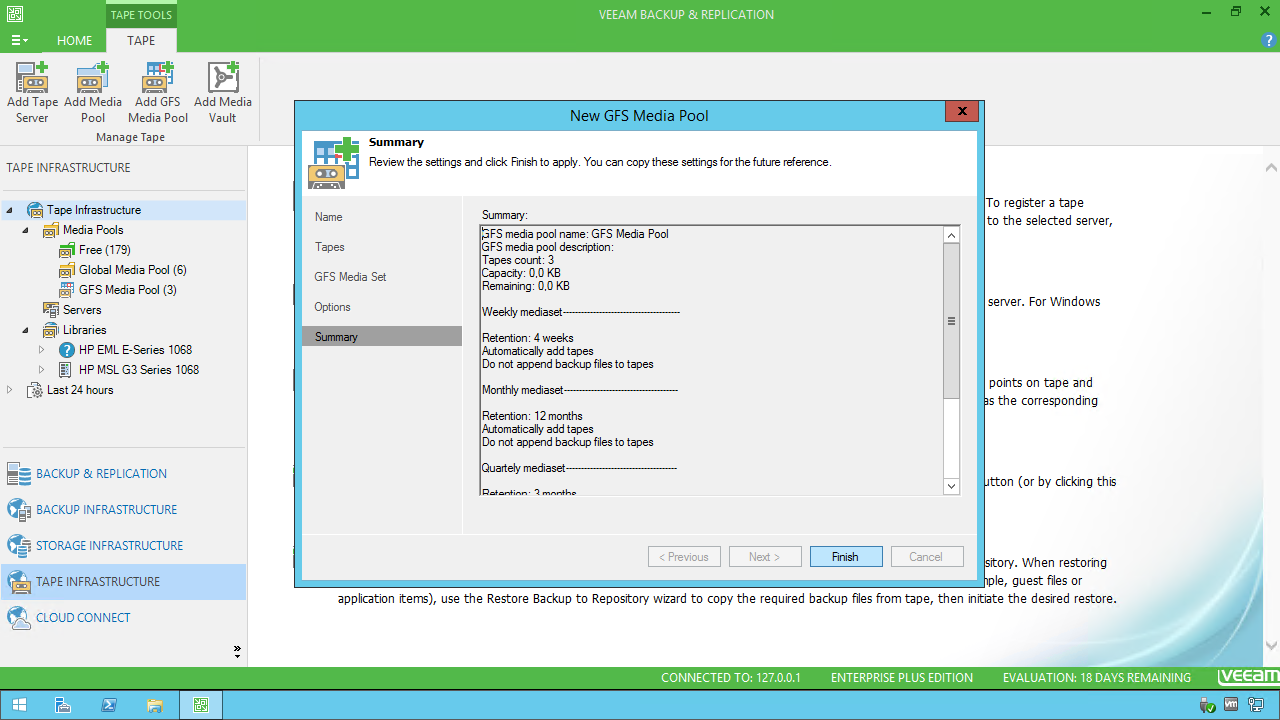 TAPE TOOLS
VEEAM BACKUP & REPLICATION
HOME
TAPE
Add Tape Server
Add Media Pool
Add GFS Media Pool
Add Media Vault
Manage Tape
TAPE INFRASTRUCTURE
Tape Infrastructure
Media Pools
Free (179)
Global Media Pool (6)
GFS Media Pool (3)
Servers
Libraries
HP EML E-Series 1068
HP MSL G3 Series 1068
Last 24 hours
BACKUP & REPLICATION
BACKUP INFRASTRUCTURE
STORAGE INFRASTRUCTURE
TAPE INFRASTRUCTURE
CLOUD CONNECT
New GFS Media Pool
Summary
Review the settings and click Finish to apply. You can copy these settings for the future reference.
Name
Tapes
GFS Media Set
Options
Summary
Summary:
GFS media pool name: GFS Media Pool
GFS media pool description:
Tapes count: 3
Capacity: 0,0 KB
Remaining: 0,0 KB
Weekly mediaset---------------------------------------
Retention: 4 weeks
Automatically add tapes
Do not append backup files to tapes
Monthly mediaset--------------------------------------
Retention: 12 months
Automatically add tapes
Do not append backup files to tapes
Quartely mediaset-------------------------------------
Retention: 3 months
< Previous
Next >
Finish
Cancel
To register a tape
to the selected server,
server. For Windows
points on tape and
as the corresponding
utton (or by clicking this
sitory. When restoring
mple, guest files or
application items), use the Restore Backup to Repository wizard to copy the required backup files from tape, then initiate the desired restore.
CONNECTED TO: 127.0.0.1
ENTERPRISE PLUS EDITION
EVALUATION: 18 DAYS REMAINING
veeam